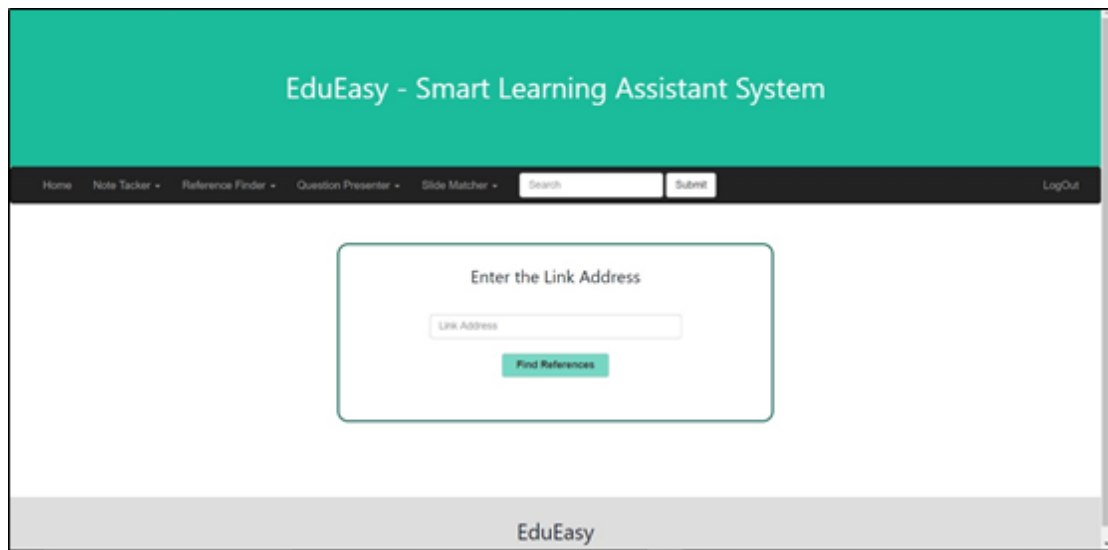 EduEasy - Smart Learning Assistant System
Home Note Tacker Reference Finder Question Presenter Slide Matcher Search Submit LogOut
Enter the Link Address
Link Address
Find References
EduEasy